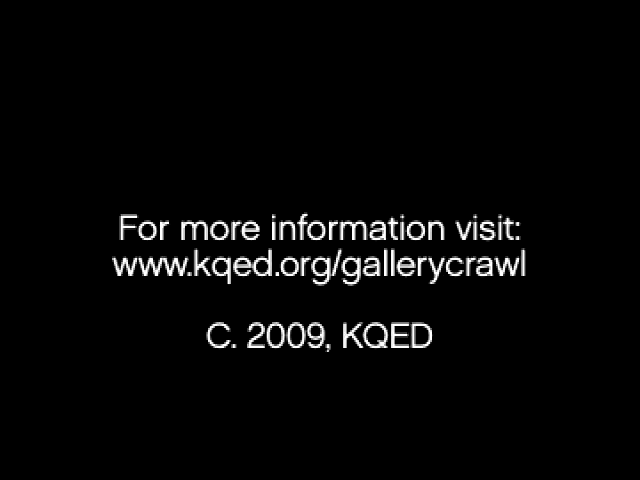 For more information visit:
www.kqed.org/gallerycrawl
C. 2009, KQED